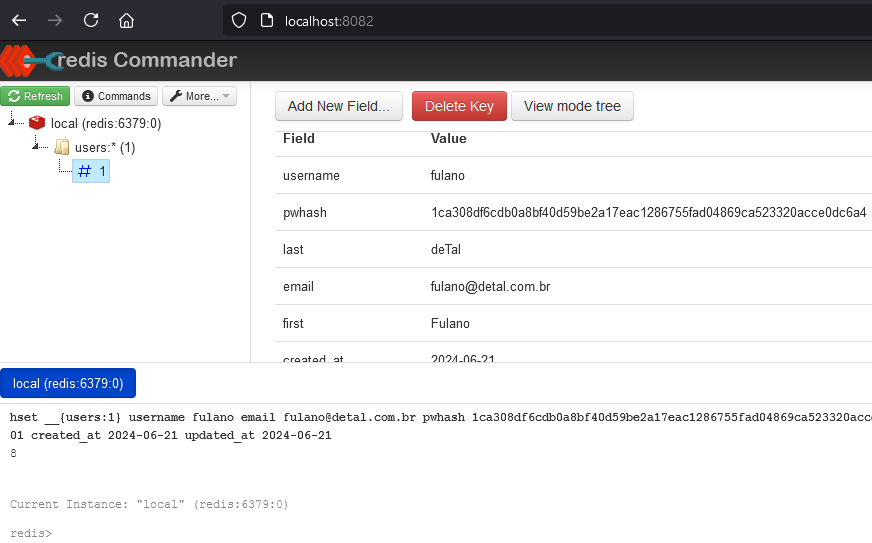 localhost:8082
redis Commander
Refresh Commands More...
local (redis:6379:0)
users:* (1)
# 1
Add New Field... Delete Key View mode tree
Field Value
username fulano
pwhash 1ca308df6cdb0a8bf40d59be2a17eac1286755fad04869ca523320acce0dc6a4
last deTal
email fulano@detal.com.br
first Fulano
created_at 2024-06-21
local (redis:6379:0)
hset __{users:1} username fulano email fulano@detal.com.br pwhash 1ca308df6cdb0a8bf40d59be2a17eac1286755fad04869ca523320acc
01 created_at 2024-06-21 updated_at 2024-06-21
8
Current Instance: "local" (redis:6379:0)
redis>